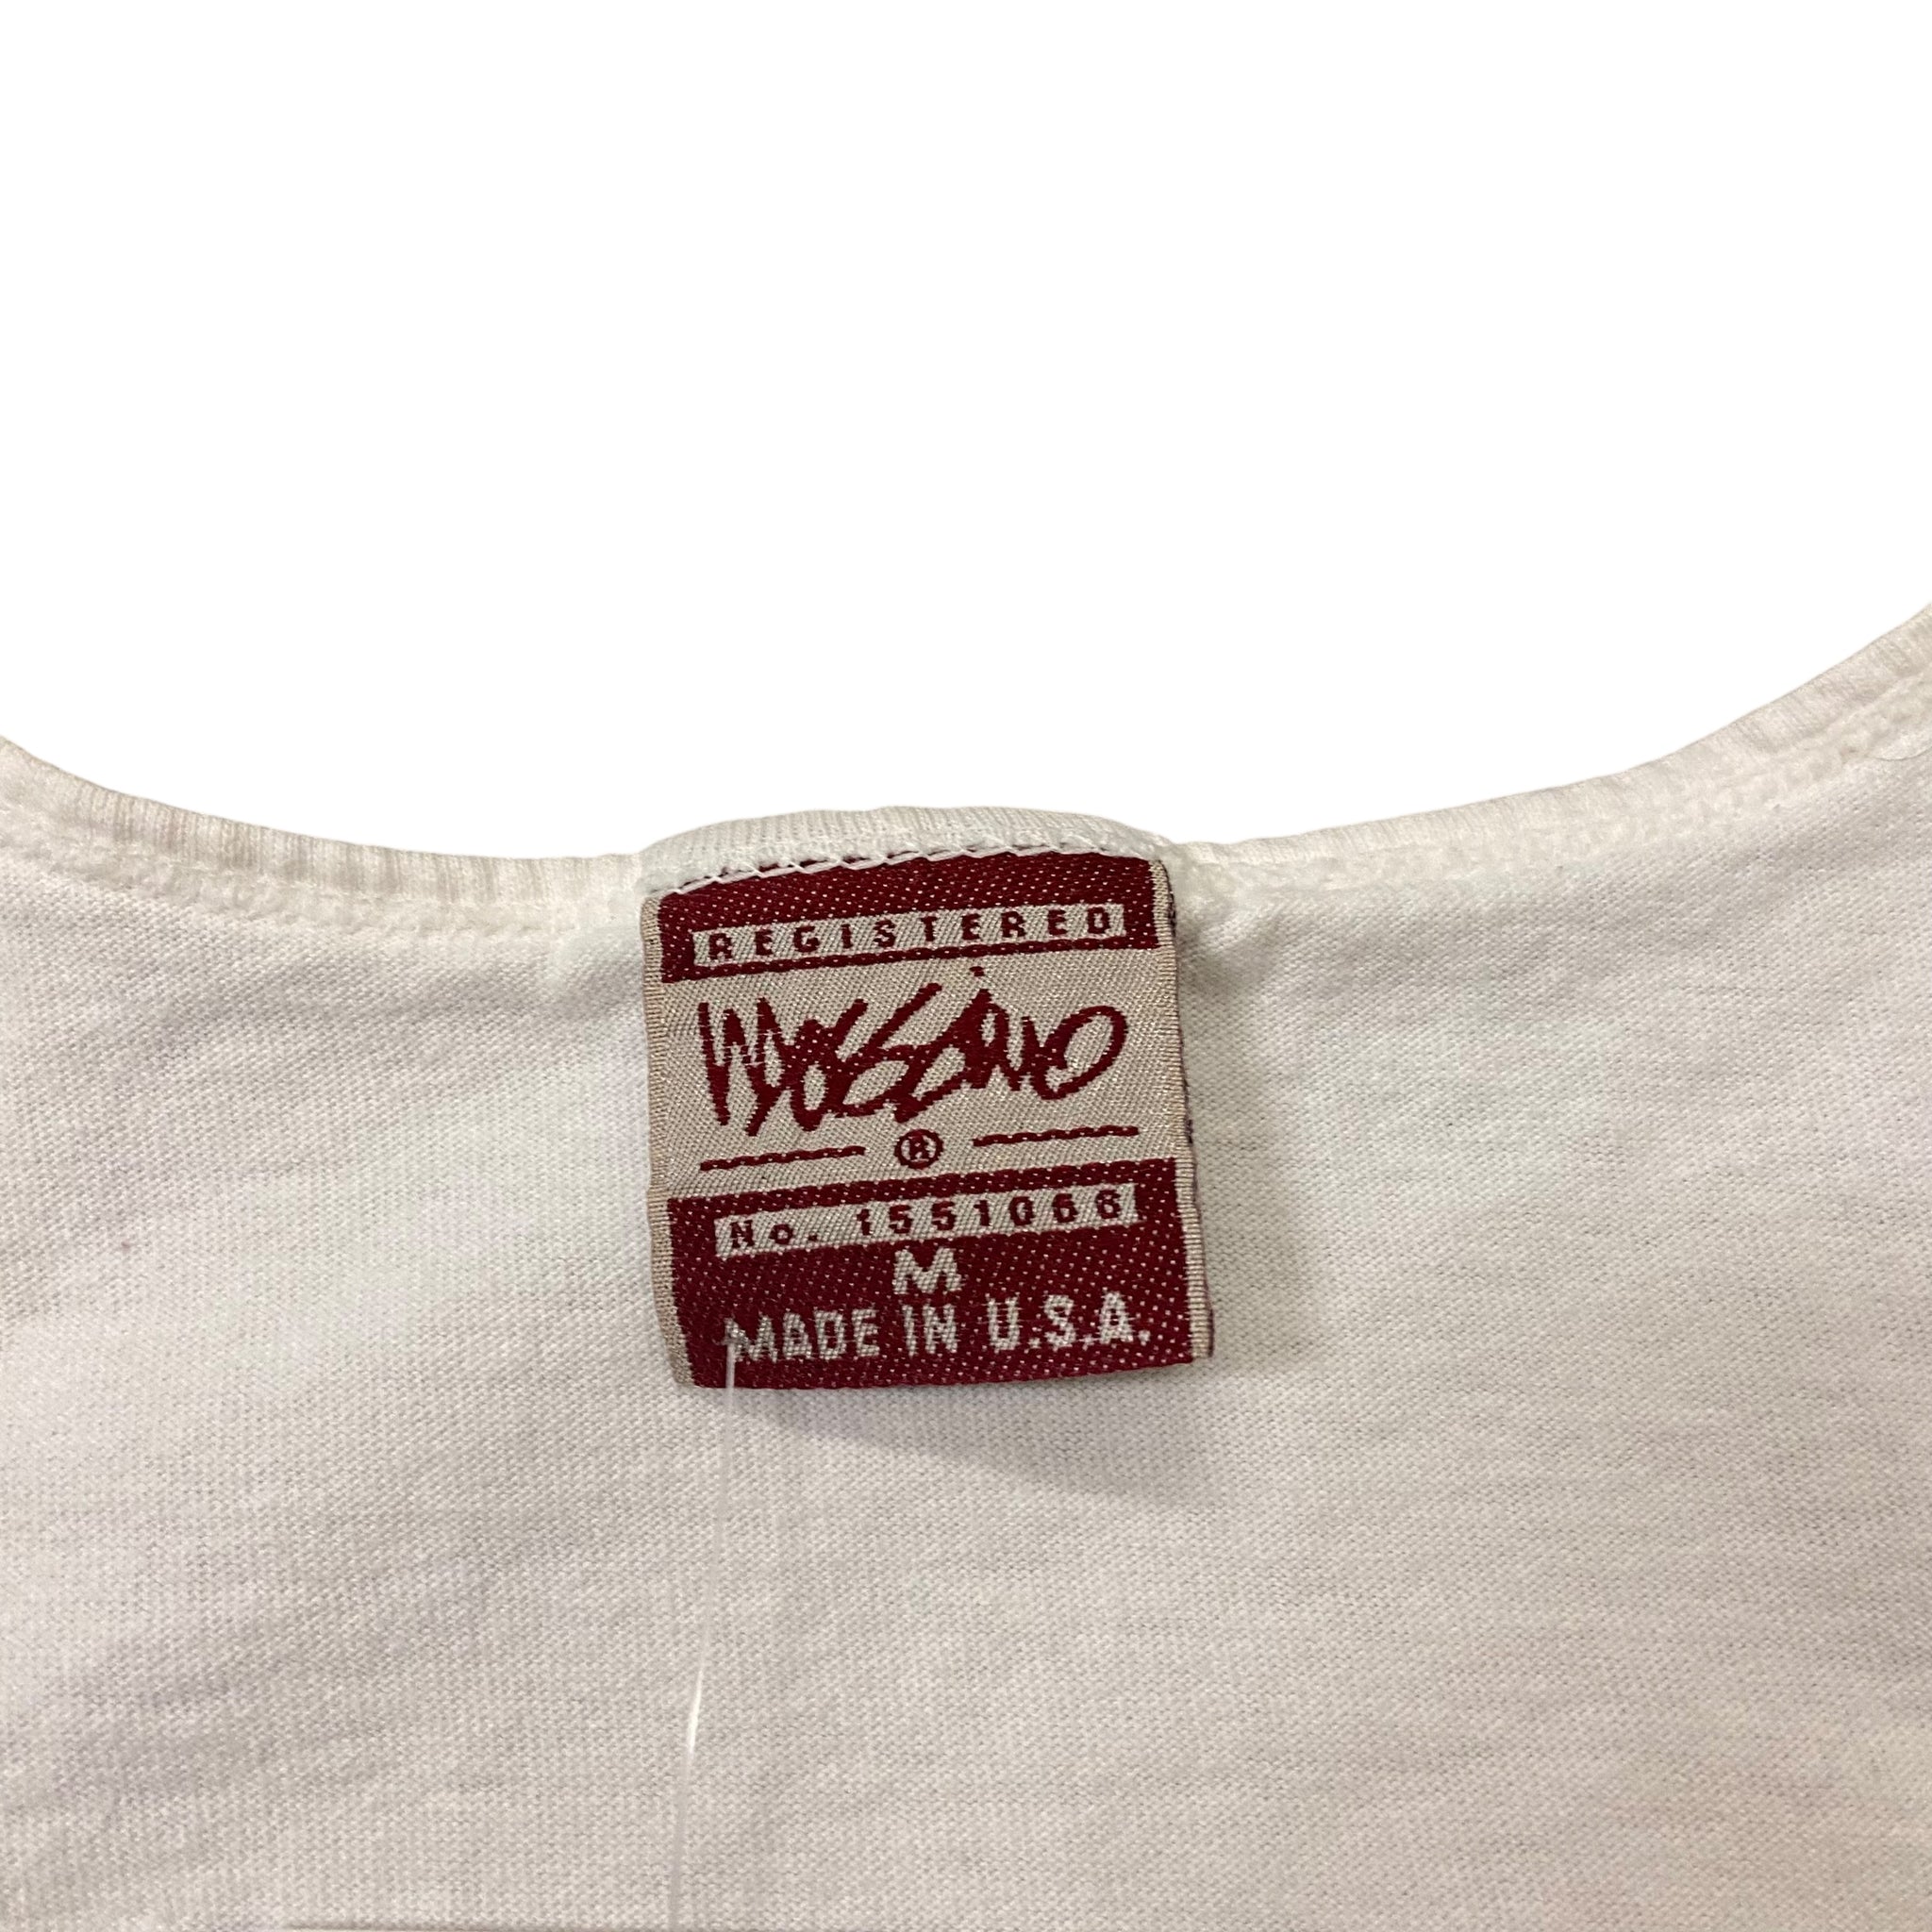 REGISTERED
Mossimo
®
No. 1551066
M
MADE IN U.S.A.